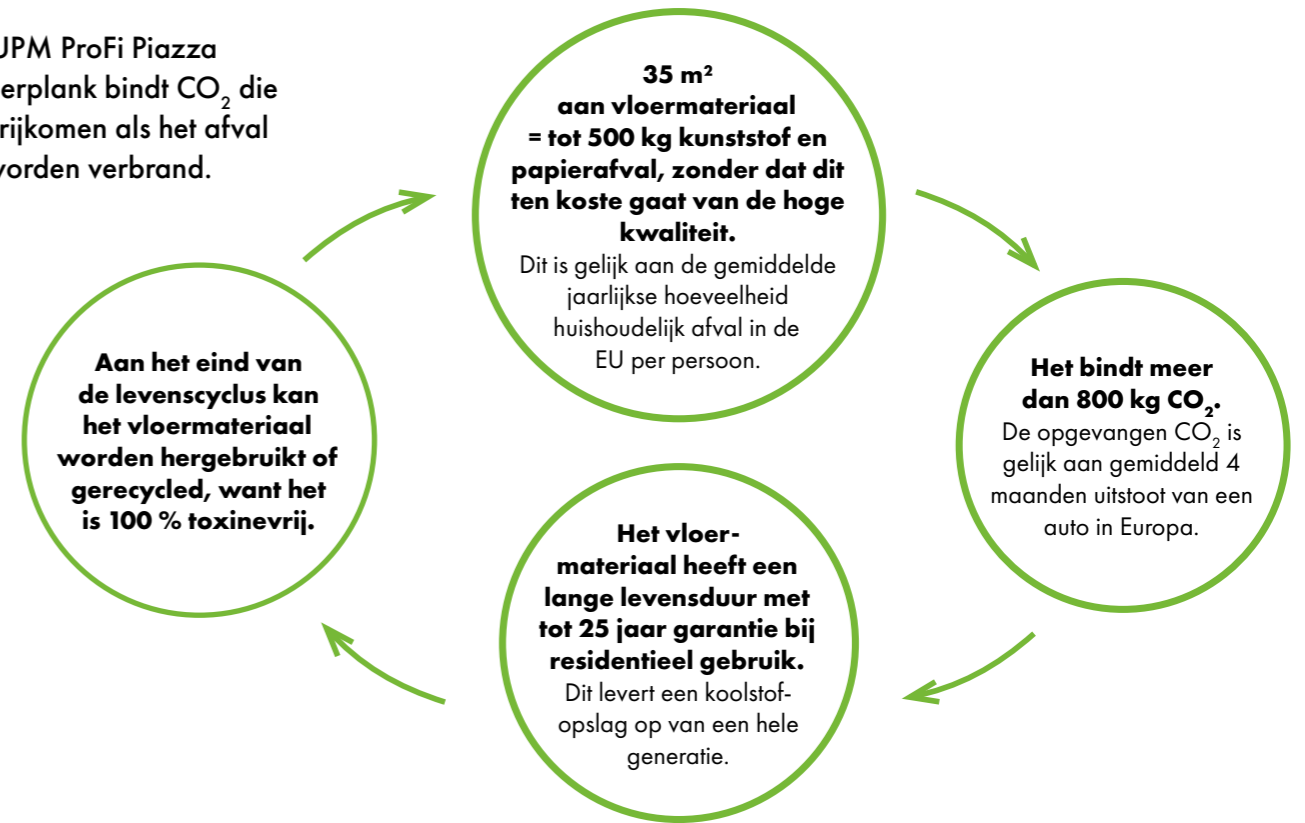 UPM ProFi Piazza
erplank bindt CO₂ die
rijkomen als het afval
worden verbrand.
35 m²
aan vloermateriaal
= tot 500 kg kunststof en
papierafval, zonder dat dit
ten koste gaat van de hoge
kwaliteit.
Dit is gelijk aan de gemiddelde
jaarlijkse hoeveelheid
huishoudelijk afval in de
EU per persoon.
Het bindt meer
dan 800 kg CO₂.
De opgevangen CO₂ is
gelijk aan gemiddeld 4
maanden uitstoot van een
auto in Europa.
Het vloer-
materiaal heeft een
lange levensduur met
tot 25 jaar garantie bij
residentieel gebruik.
Dit levert een koolstof-
opslag op van een hele
generatie.
Aan het eind van
de levenscyclus kan
het vloermateriaal
worden hergebruikt of
gerecycled, want het
is 100 % toxinevrij.